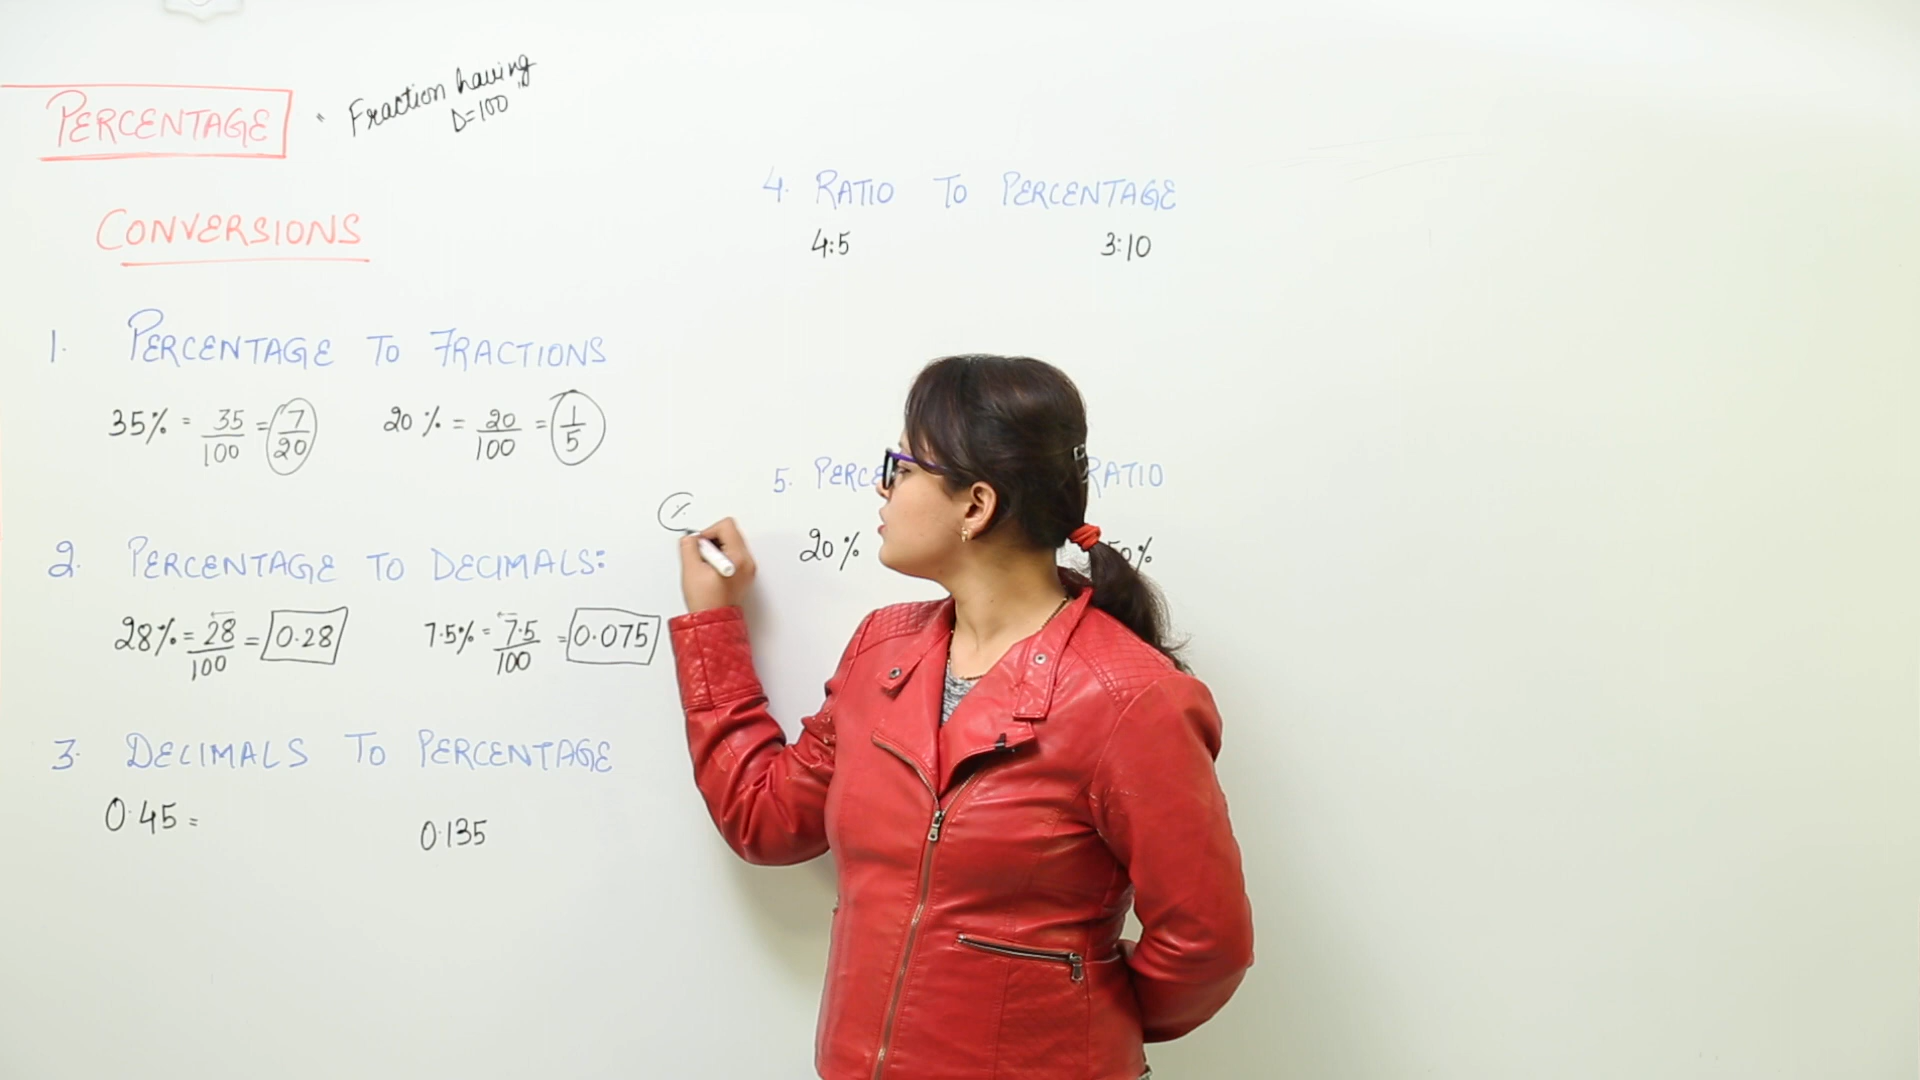 PERCENTAGE
Fraction having
D=100
CONVERSIONS
1. PERCENTAGE TO FRACTIONS
35% = 35/100 = 7/20 20% = 20/100 = 1/5
2. PERCENTAGE TO DECIMALS:
28% = 28/100 = 0.28 7.5% = 7.5/100 = 0.075
3. DECIMALS TO PERCENTAGE
0.45 = 0.135
%
4. RATIO TO PERCENTAGE
4:5 3:10
5. RATIO
20%